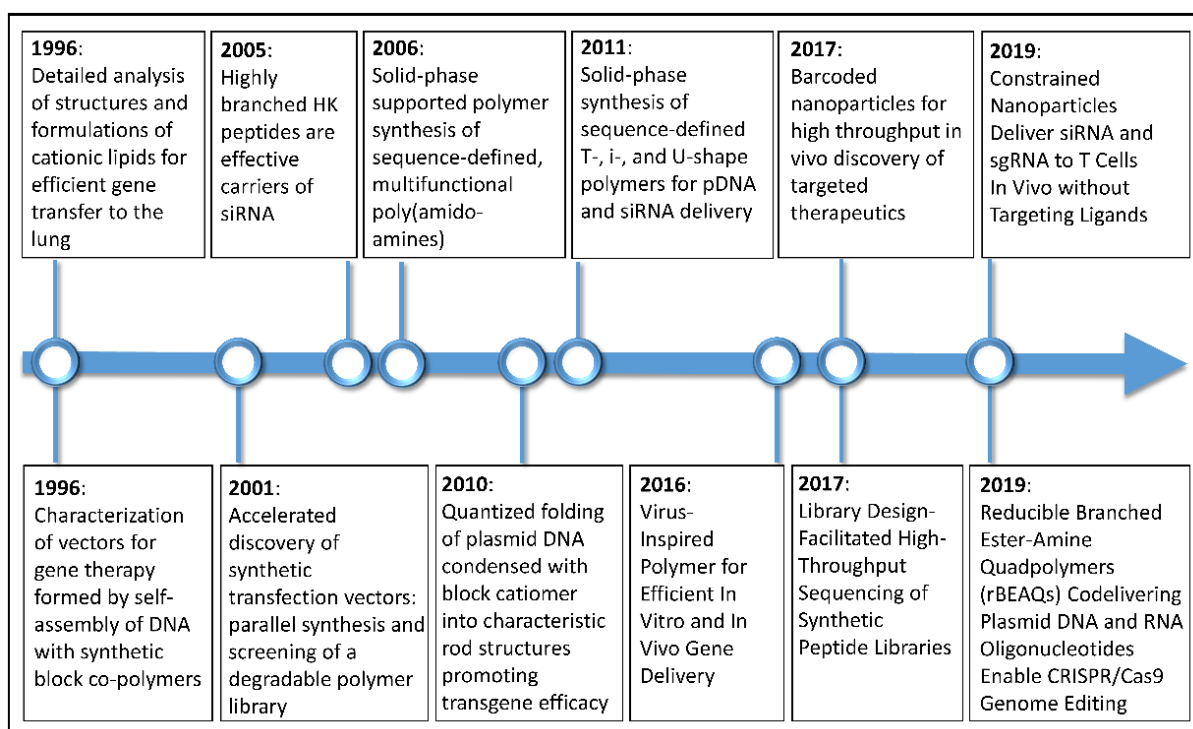 1996:
Detailed analysis
of structures and
formulations of
cationic lipids for
efficient gene
transfer to the
lung
2005:
Highly
branched HK
peptides are
effective
carriers of
siRNA
2006:
Solid-phase
supported polymer
synthesis of
sequence-defined,
multifunctional
poly(amido-
amines)
2011:
Solid-phase
synthesis of
sequence-defined
T-, i-, and U-shape
polymers for pDNA
and siRNA delivery
2017:
Barcoded
nanoparticles for
high throughput in
vivo discovery of
targeted
therapeutics
2019:
Constrained
Nanoparticles
Deliver siRNA and
sgRNA to T Cells
In Vivo without
Targeting Ligands
1996:
Characterization
of vectors for
gene therapy
formed by self-
assembly of DNA
with synthetic
block co-polymers
2001:
Accelerated
discovery of
synthetic
transfection vectors:
parallel synthesis and
screening of a
degradable polymer
library
2010:
Quantized folding
of plasmid DNA
condensed with
block catiomer
into characteristic
rod structures
promoting
transgene efficacy
2016:
Virus-
Inspired
Polymer for
Efficient In
Vitro and In
Vivo Gene
Delivery
2017:
Library Design-
Facilitated High-
Throughput
Sequencing of
Synthetic
Peptide Libraries
2019:
Reducible Branched
Ester-Amine
Quadpolymers
(rBEAQs) Codelivering
Plasmid DNA and RNA
Oligonucleotides
Enable CRISPR/Cas9
Genome Editing